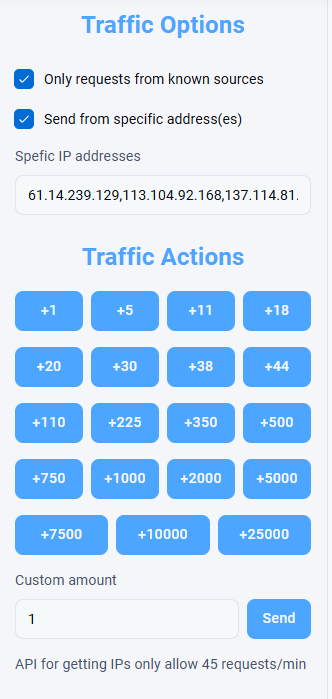 Traffic Options
Only requests from known sources
Send from specific address(es)
Spefic IP addresses
61.14.239.129,113.104.92.168,137.114.81.
Traffic Actions
+1 +5 +11 +18
+20 +30 +38 +44
+110 +225 +350 +500
+750 +1000 +2000 +5000
+7500 +10000 +25000
Custom amount
1 Send
API for getting IPs only allow 45 requests/min